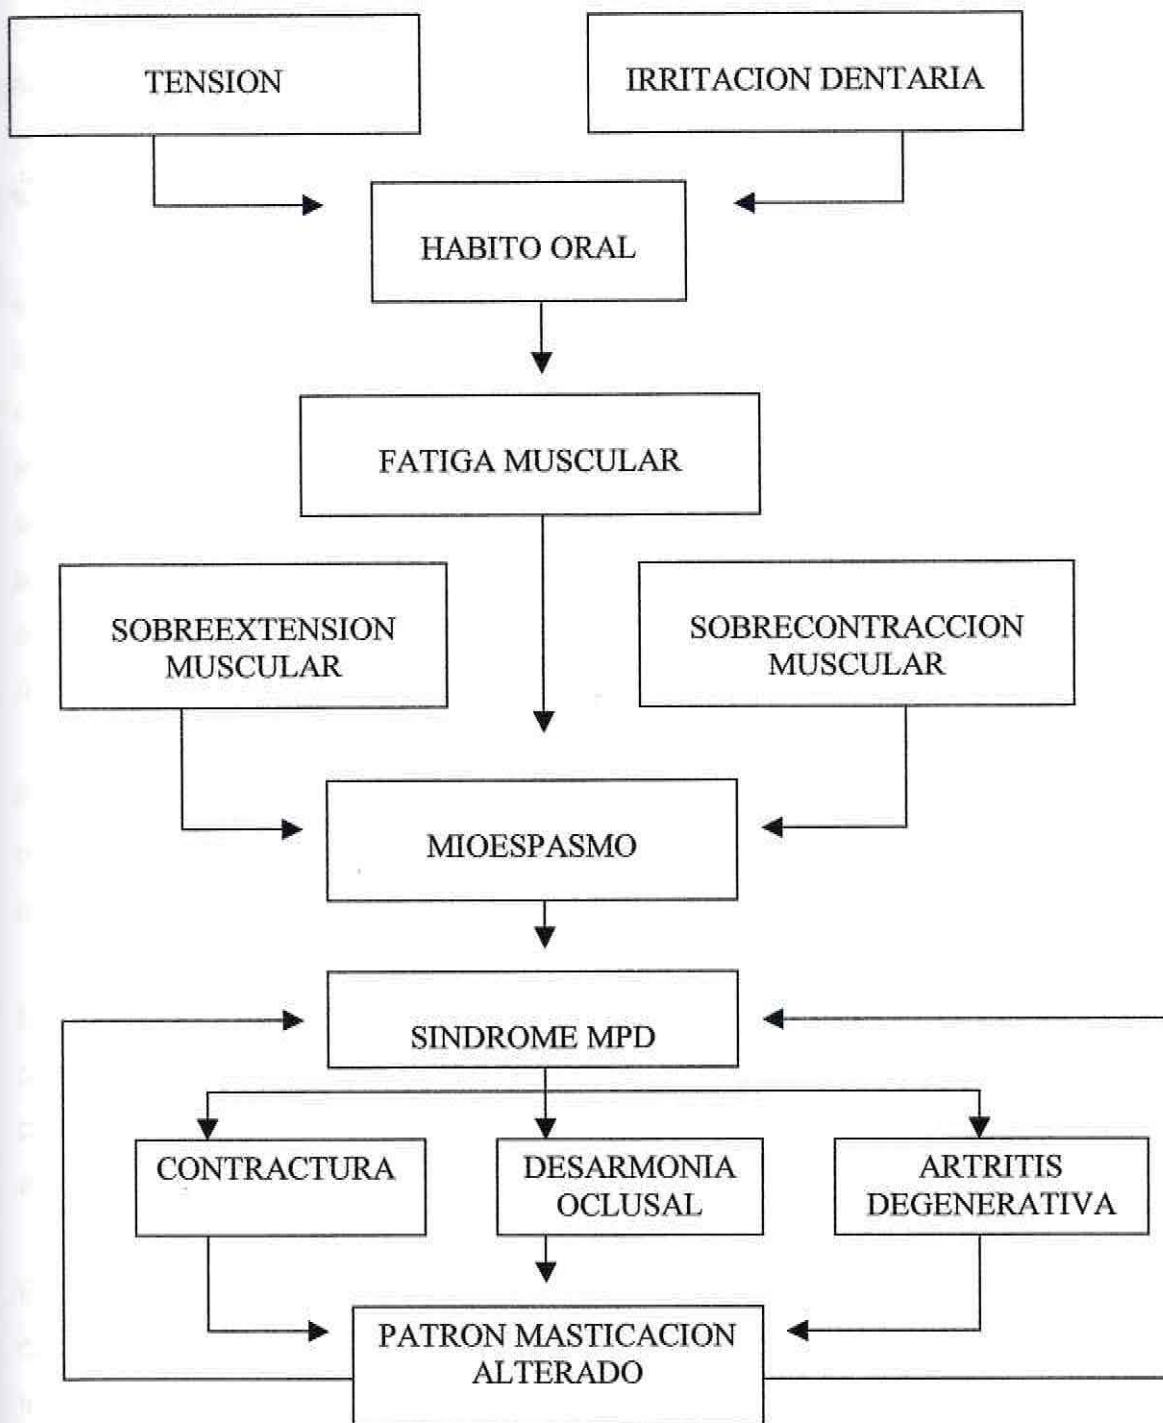 TENSION
IRRITACION DENTARIA
HABITO ORAL
FATIGA MUSCULAR
SOBREEXTENSION
MUSCULAR
SOBRECONTRACCION
MUSCULAR
MIOESPASMO
SINDROME MPD
CONTRACTURA
DESARMONIA
OCLUSAL
ARTRITIS
DEGENERATIVA
PATRON MASTICACION
ALTERADO